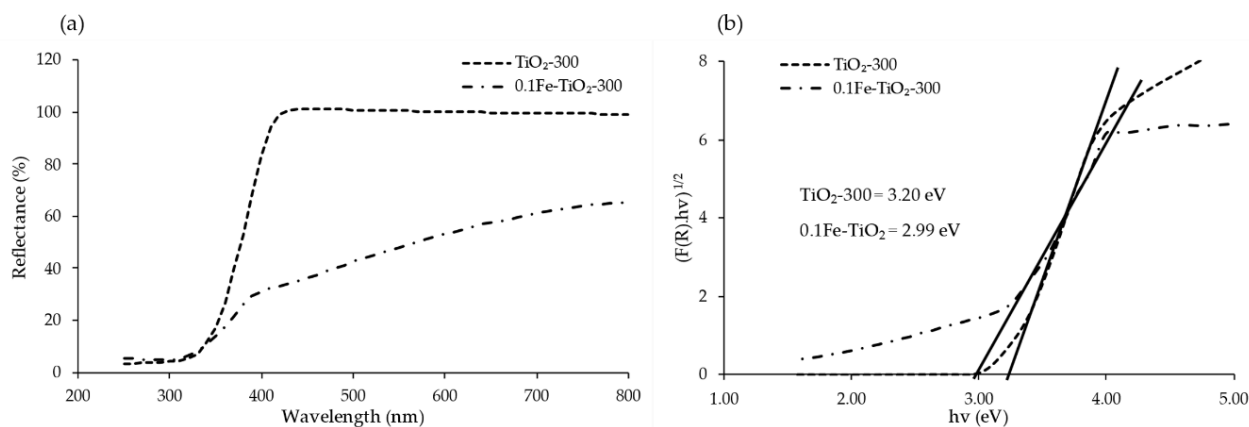 (a)
TiO₂-300
0.1Fe-TiO₂-300
120
100
80
60
40
20
0
Reflectance (%)
200 300 400 500 600 700 800
Wavelength (nm)
(b)
TiO₂-300
0.1Fe-TiO₂-300
8
6
4
2
0
(F(R).hv) ¹/²
TiO₂-300 = 3.20 eV
0.1Fe-TiO₂ = 2.99 eV
1.00 2.00 3.00 4.00 5.00
hv (eV)